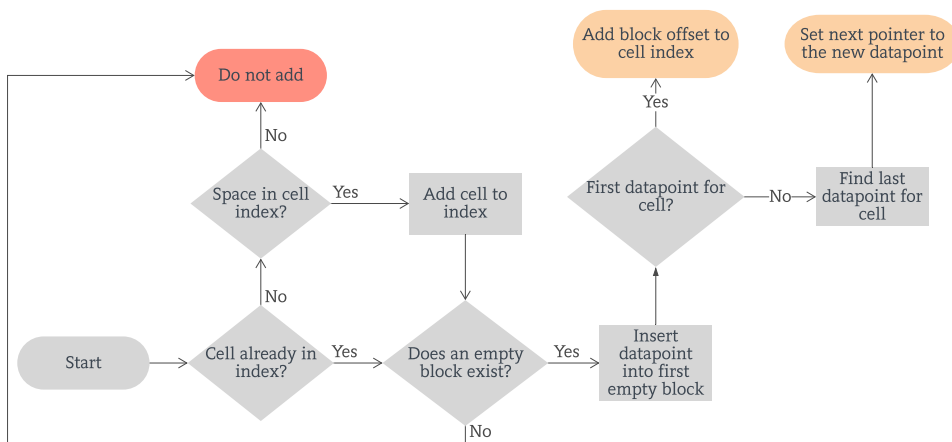 Add block offset to
cell index
Set next pointer to
the new datapoint
Do not add
Yes
No
Space in cell
index?
Yes
Add cell to
index
First datapoint for
cell?
No
Find last
datapoint for
cell
No
Start
Cell already in
index?
Yes
Does an empty
block exist?
Yes
Insert
datapoint
into first
empty block
No